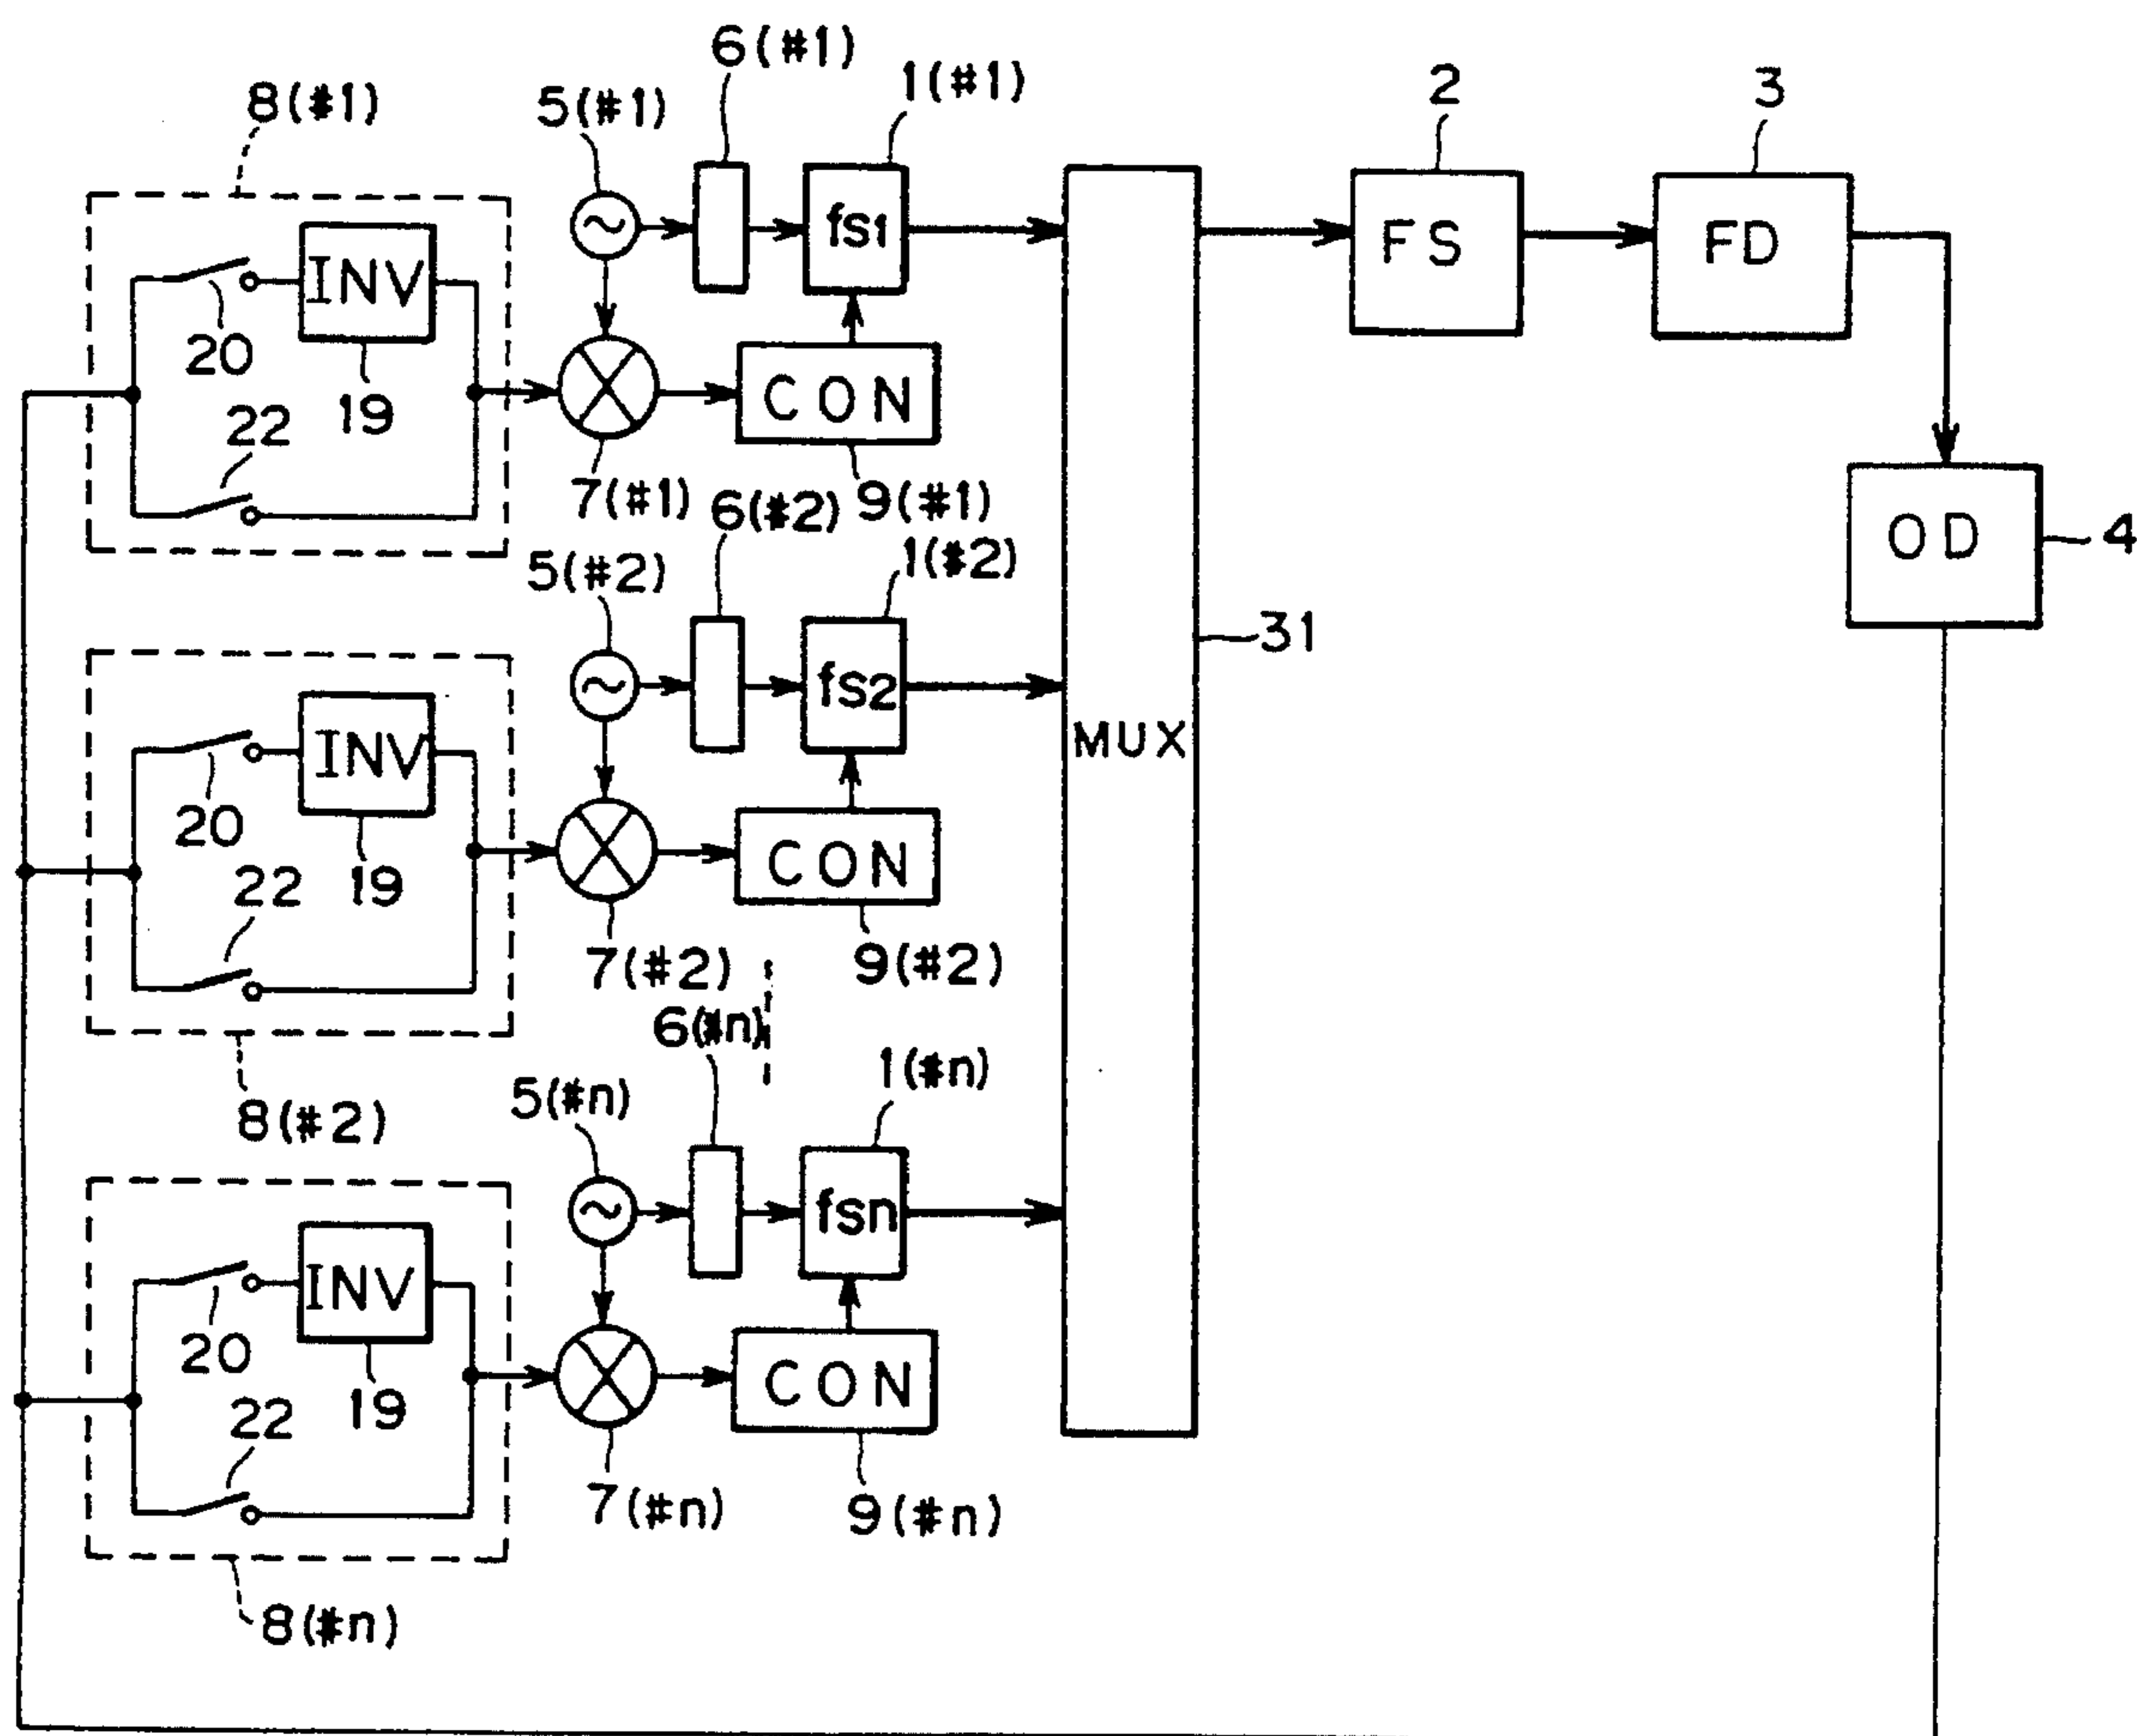 6(#1)
8(#1)
5(#1)
1(#1)
2
3
INV
fS1
FS
FD
20
19
CON
22
7(#1)
6(#2)
9(#1)
OD
4
5(#2)
1(#2)
31
INV
fS2
MUX
20
19
CON
22
7(#2)
9(#2)
6(#n)
8(#2)
5(#n)
1(#n)
INV
fsn
20
19
CON
22
7(#n)
9(#n)
8(#n)